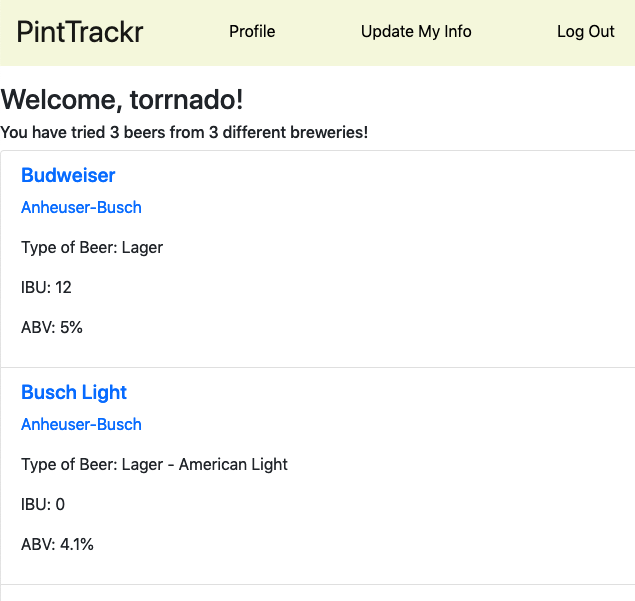 PintTrackr Profile Update My Info Log Out
Welcome, torrnado!
You have tried 3 beers from 3 different breweries!
Budweiser
Anheuser-Busch
Type of Beer: Lager
IBU: 12
ABV: 5%
Busch Light
Anheuser-Busch
Type of Beer: Lager - American Light
IBU: 0
ABV: 4.1%